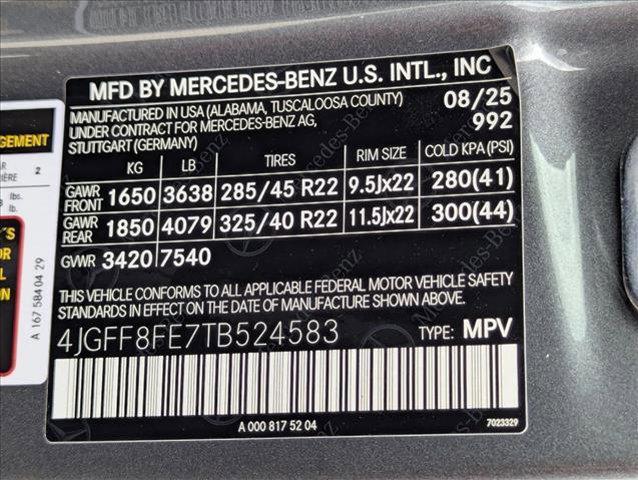 MFD BY MERCEDES-BENZ U.S. INTL., INC
MANUFACTURED IN USA (ALABAMA, TUSCALOOSA COUNTY) 08/25
UNDER CONTRACT FOR MERCEDES-BENZ AG, 992
STUTTGART (GERMANY)
KG LB TIRES RIM SIZE COLD KPA (PSI)
GAWR FRONT 1650 3638 285/45 R22 9.5Jx22 280(41)
GAWR REAR 1850 4079 325/40 R22 11.5Jx22 300(44)
GVWR 3420 7540
THIS VEHICLE CONFORMS TO ALL APPLICABLE FEDERAL MOTOR VEHICLE SAFETY
STANDARDS IN EFFECT ON THE DATE OF MANUFACTURE SHOWN ABOVE.
4JGFF8FE7TB524583 TYPE: MPV
A 000 817 52 04 7023329
2
lbs.
lb.
A 167 584 04 29